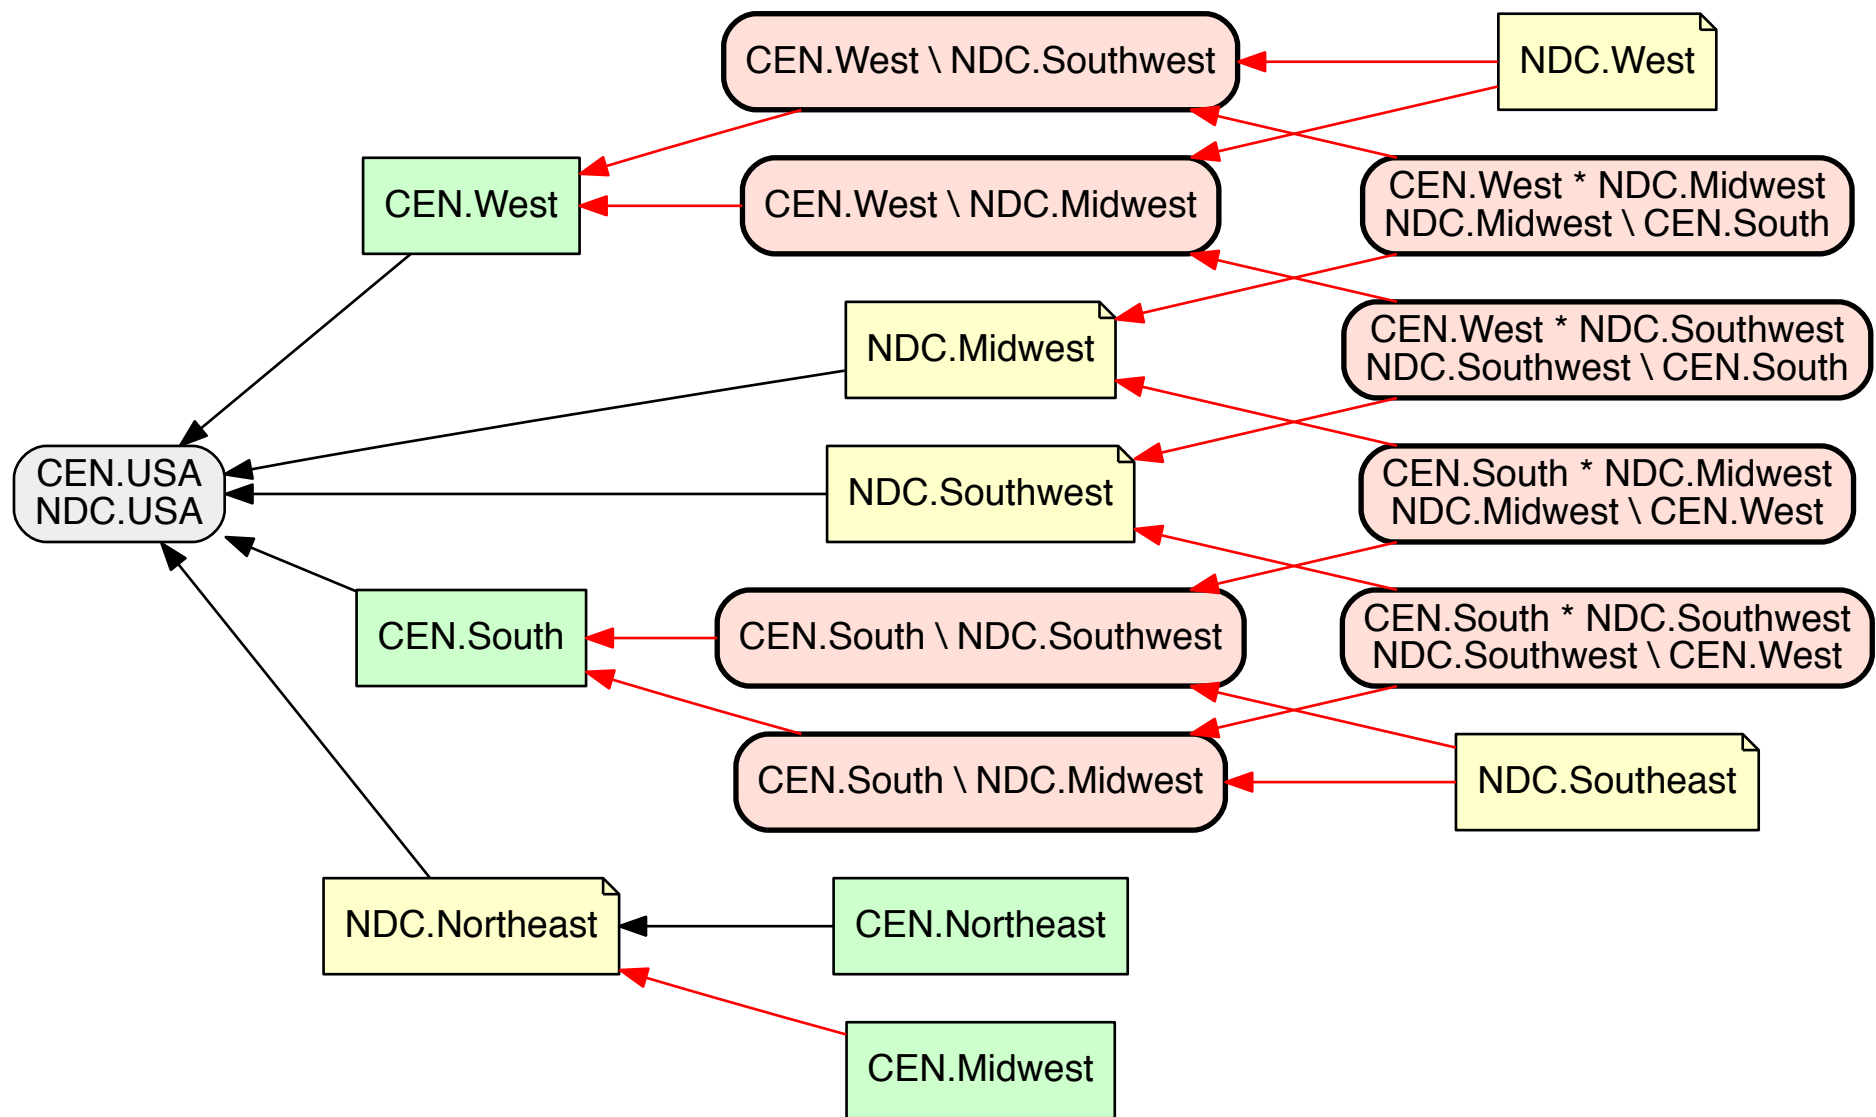 CEN.West \ NDC.Southwest
NDC.West
CEN.West
CEN.West \ NDC.Midwest
CEN.West * NDC.Midwest
NDC.Midwest \ CEN.South
NDC.Midwest
CEN.West * NDC.Southwest
NDC.Southwest \ CEN.South
CEN.USA
NDC.USA
NDC.Southwest
CEN.South * NDC.Midwest
NDC.Midwest \ CEN.West
CEN.South
CEN.South \ NDC.Southwest
CEN.South * NDC.Southwest
NDC.Southwest \ CEN.West
CEN.South \ NDC.Midwest
NDC.Southeast
NDC.Northeast
CEN.Northeast
CEN.Midwest